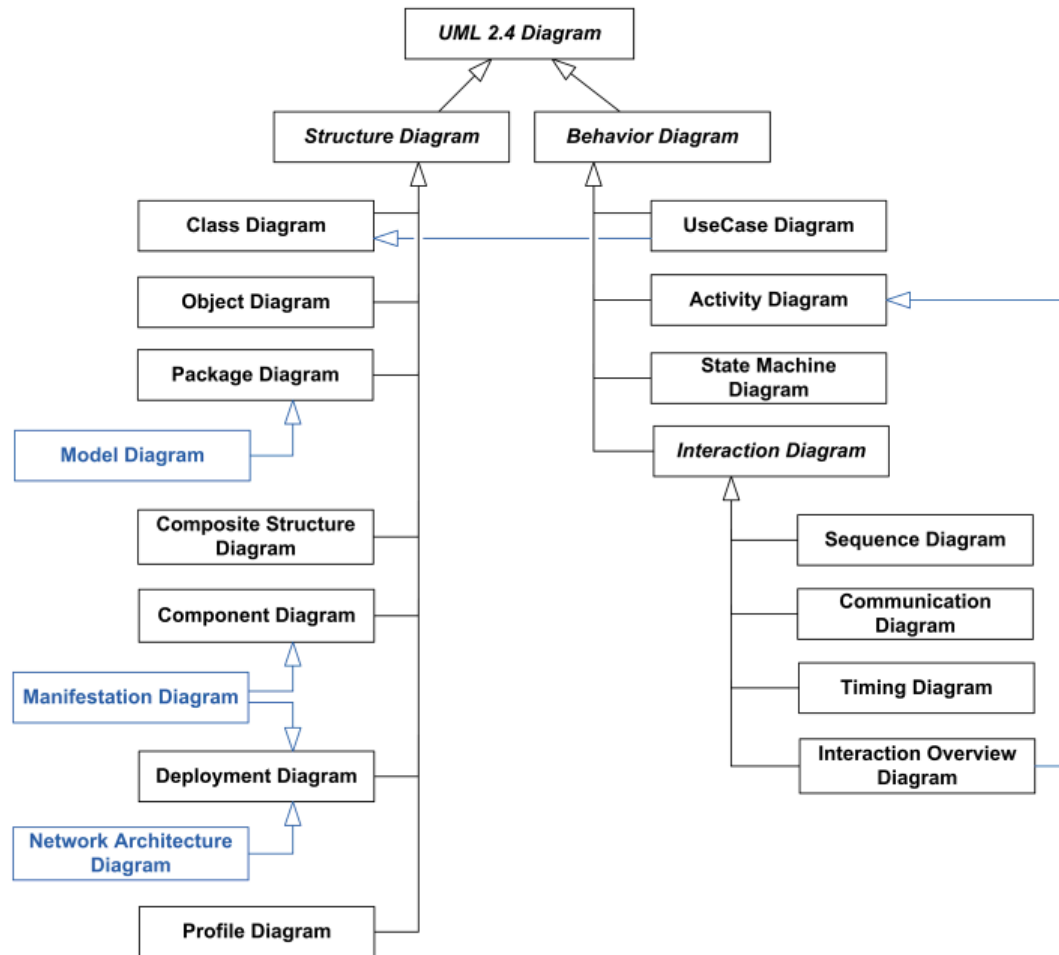 UML 2.4 Diagram
Structure Diagram
Behavior Diagram
Class Diagram
UseCase Diagram
Object Diagram
Activity Diagram
Package Diagram
State Machine
Diagram
Model Diagram
Interaction Diagram
Composite Structure
Diagram
Sequence Diagram
Component Diagram
Communication
Diagram
Manifestation Diagram
Timing Diagram
Deployment Diagram
Interaction Overview
Diagram
Network Architecture
Diagram
Profile Diagram